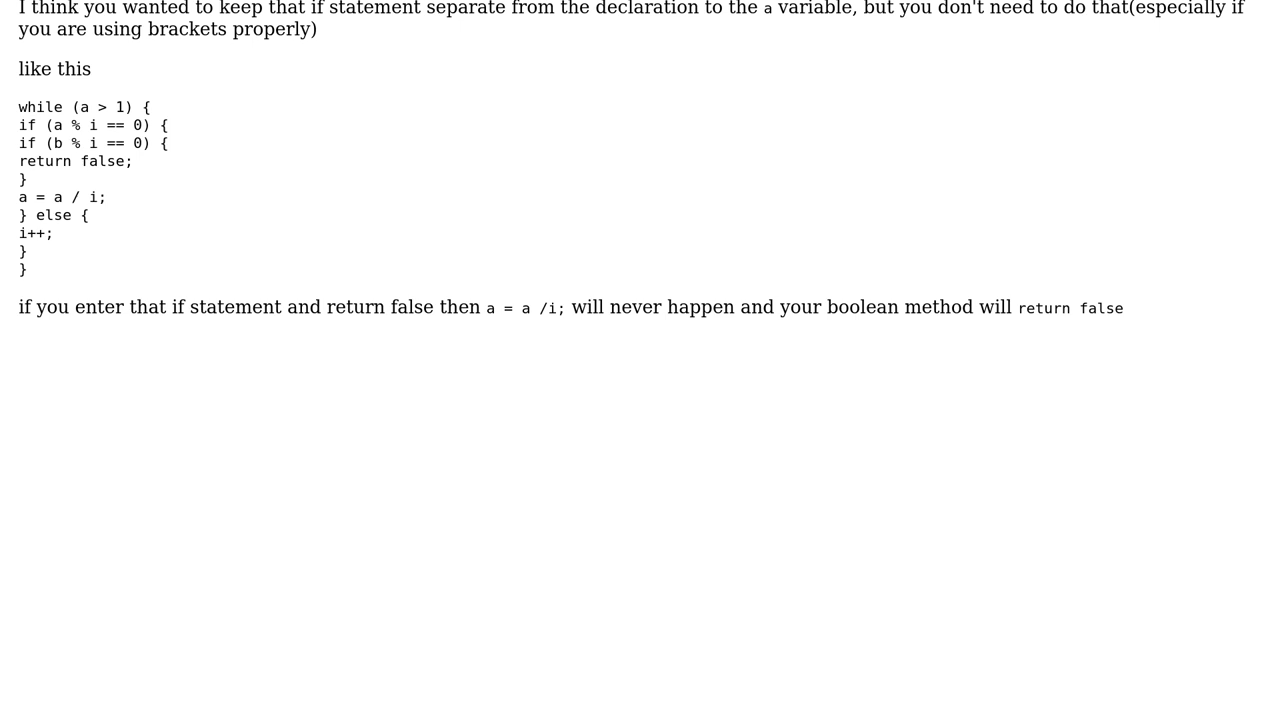 I think you wanted to keep that if statement separate from the declaration to the a variable, but you don't need to do that(especially if
you are using brackets properly)
like this
while (a > 1) {
if (a % i == 0) {
if (b % i == 0) {
return false;
}
a = a / i;
} else {
i++;
}
}
if you enter that if statement and return false then a = a /i; will never happen and your boolean method will return false